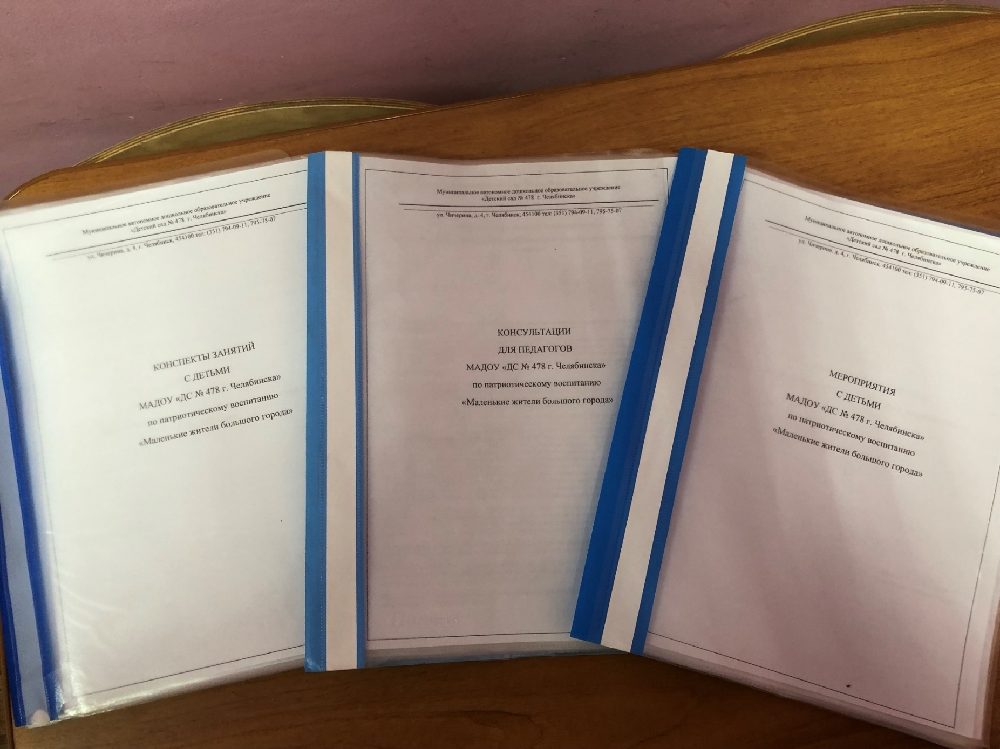 Муниципальное автономное дошкольное образовательное учреждение
«Детский сад № 478 г. Челябинска»
ул. Чичерина, д. 4, г. Челябинск, 454100 тел: (351) 794-09-11, 795-75-07
КОНСПЕКТЫ ЗАНЯТИЙ
С ДЕТЬМИ
МАДОУ «ДС № 478 г. Челябинска»
по патриотическому воспитанию
«Маленькие жители большого города»
Муниципальное автономное дошкольное образовательное учреждение
«Детский сад № 478 г. Челябинска»
ул. Чичерина, д. 4, г. Челябинск, 454100 тел: (351) 794-09-11, 795-75-07
КОНСУЛЬТАЦИИ
ДЛЯ ПЕДАГОГОВ
МАДОУ «ДС № 478 г. Челябинска»
по патриотическому воспитанию
«Маленькие жители большого города»
Муниципальное автономное дошкольное образовательное учреждение
«Детский сад № 478 г. Челябинска»
ул. Чичерина, д. 4, г. Челябинск, 454100 тел: (351) 794-09-11, 795-75-07
МЕРОПРИЯТИЯ
С ДЕТЬМИ
МАДОУ «ДС № 478 г. Челябинска»
по патриотическому воспитанию
«Маленькие жители большого города»